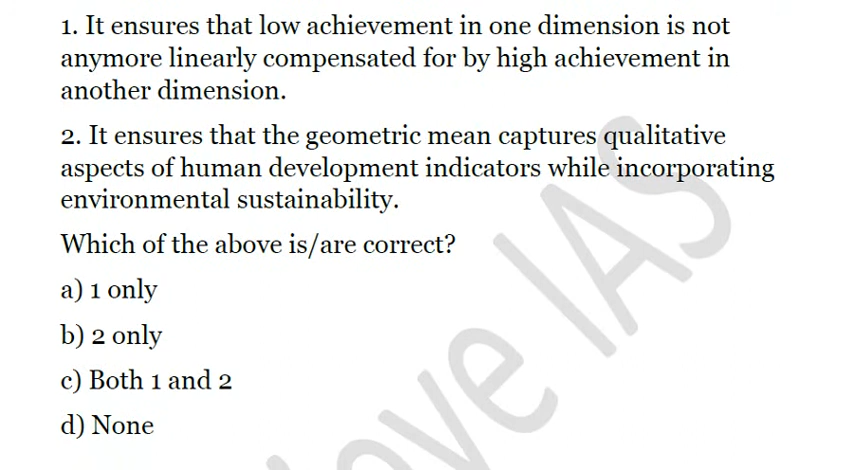 1. It ensures that low achievement in one dimension is not
anymore linearly compensated for by high achievement in
another dimension.
2. It ensures that the geometric mean captures qualitative
aspects of human development indicators while incorporating
environmental sustainability.
Which of the above is/are correct?
a) 1 only
b) 2 only
c) Both 1 and 2
d) None
ove IAS